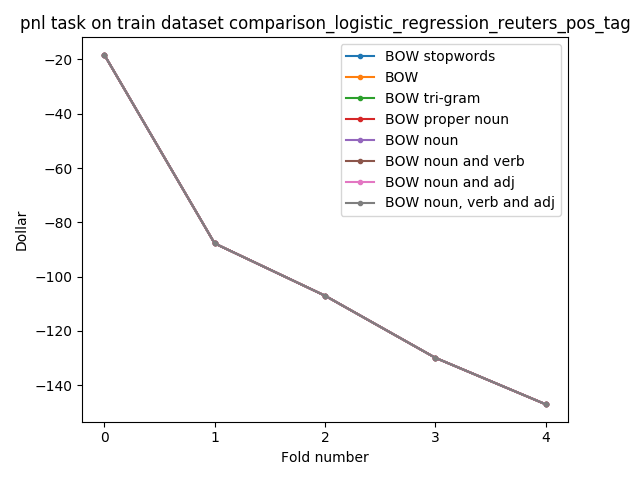 pnl task on train dataset comparison_logistic_regression_reuters_pos_tag
BOW stopwords
BOW
BOW tri-gram
BOW proper noun
BOW noun
BOW noun and verb
BOW noun and adj
BOW noun, verb and adj
−20
−40
−60
−80
−100
−120
−140
Dollar
0 1 2 3 4
Fold number